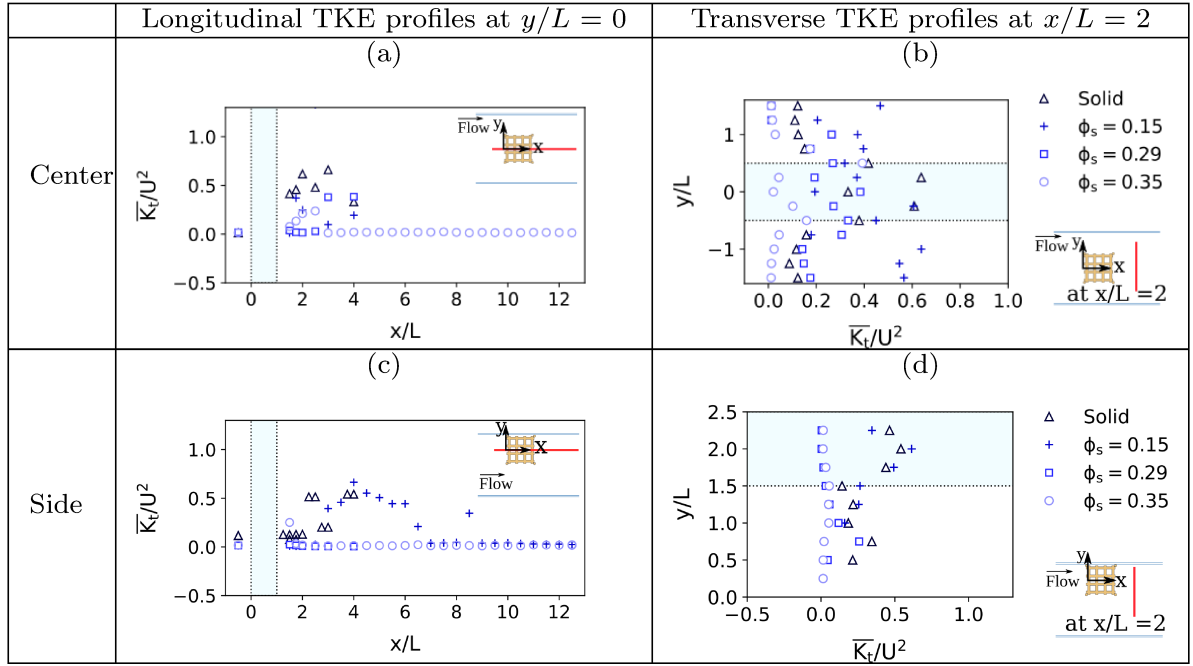 Longitudinal TKE profiles at y/L = 0
Transverse TKE profiles at x/L = 2
Center
(a)
1.0
0.5
0.0
−0.5
K̅t/U²
0 2 4 6 8 10 12
x/L
Flow
y
x
(b)
1
0
−1
y/L
0.0 0.2 0.4 0.6 0.8 1.0
K̅t/U²
Solid
ϕs = 0.15
ϕs = 0.29
ϕs = 0.35
Flow
y
x
at x/L =2
Side
(c)
1.0
0.5
0.0
−0.5
K̅t/U²
0 2 4 6 8 10 12
x/L
y
x
Flow
(d)
2.5
2.0
1.5
1.0
0.5
0.0
y/L
−0.5 0.0 0.5 1.0
K̅t/U²
Solid
ϕs = 0.15
ϕs = 0.29
ϕs = 0.35
y
Flow
x
at x/L =2